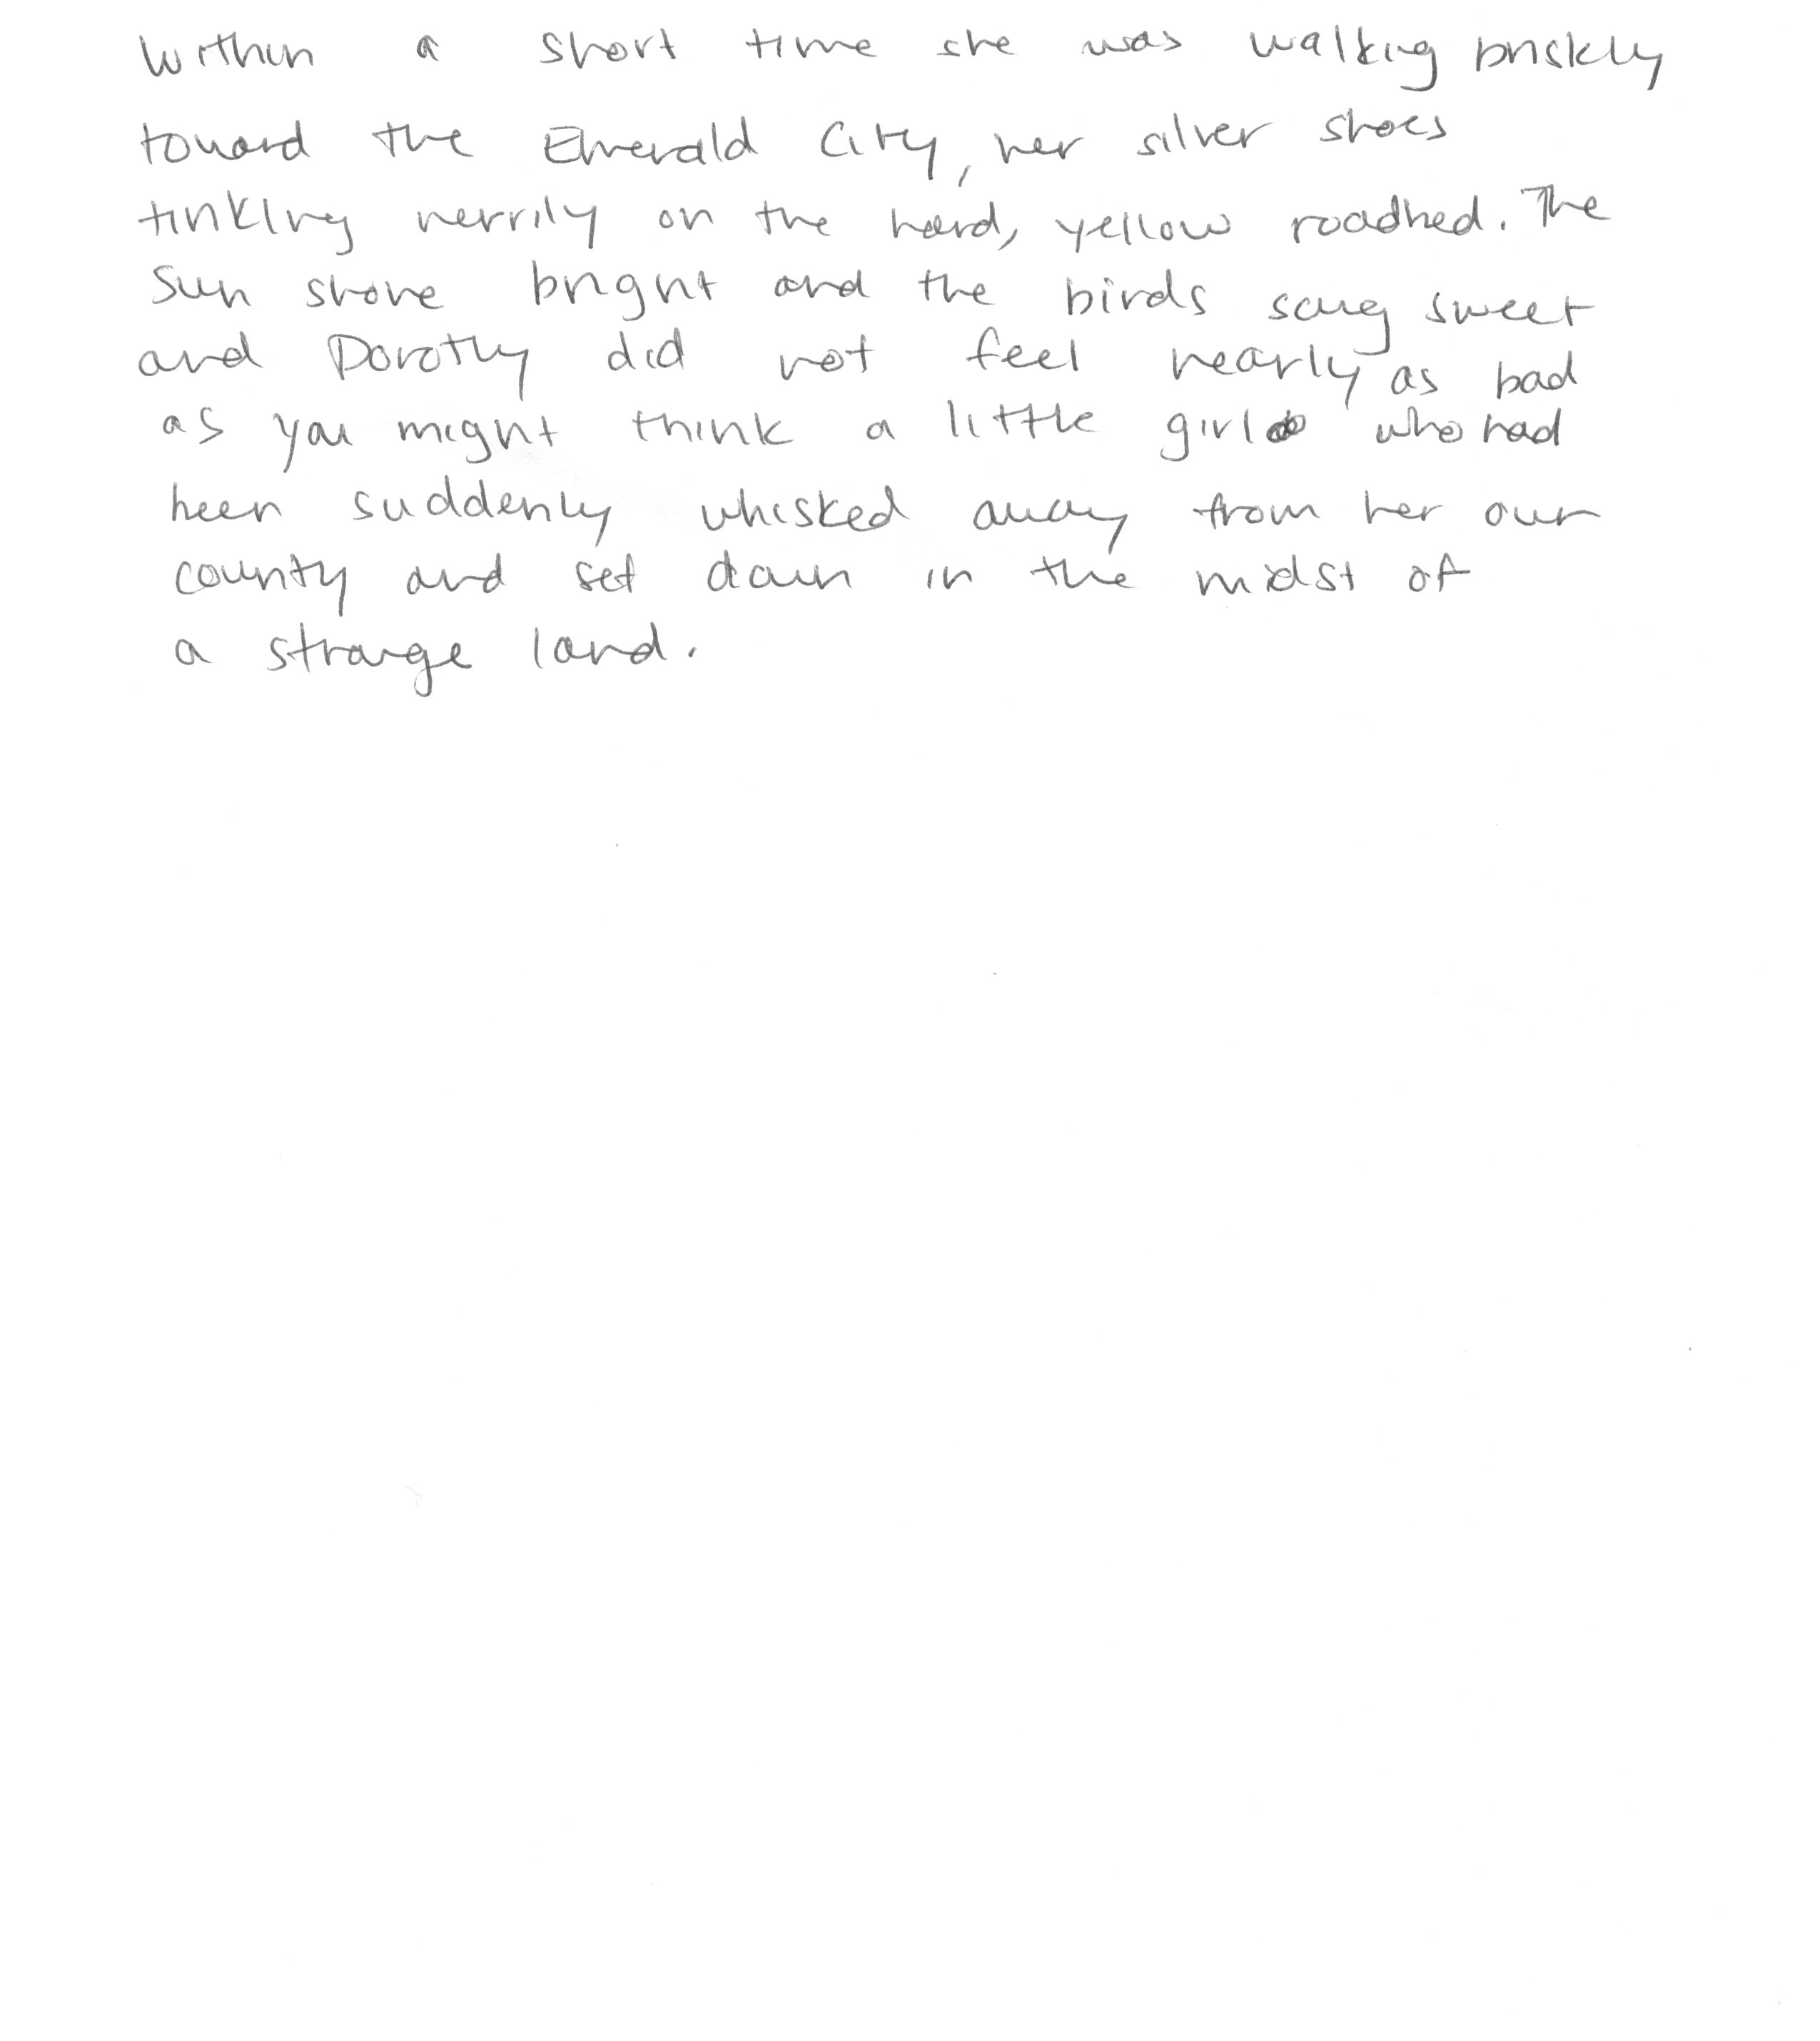 Within a short time she was walking briskly
toward the Emerald City, her silver shoes
tinkling merrily on the hard, yellow roadbed. The
sun shone bright and the birds sang sweet
and Dorothy did not feel nearly as bad
as you might think a little girl who had
been suddenly whisked away from her own
county and set down in the midst of
a strange land.